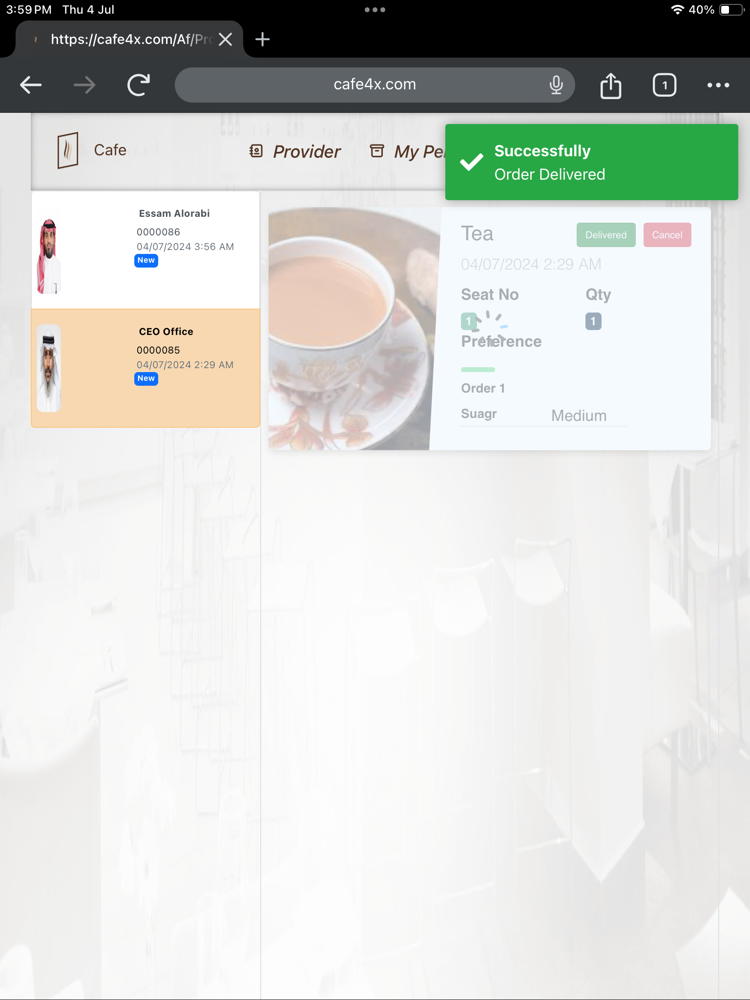 3:59 PM Thu 4 Jul
40%
https://cafe4x.com/Af/Pro
cafe4x.com
1
Cafe
Provider
My Pe
Successfully
Order Delivered
Essam Alorabi
0000086
04/07/2024 3:56 AM
New
CEO Office
0000085
04/07/2024 2:29 AM
New
Tea
Delivered
Cancel
04/07/2024 2:29 AM
Seat No
Qty
1
1
Preference
Order 1
Suagr
Medium